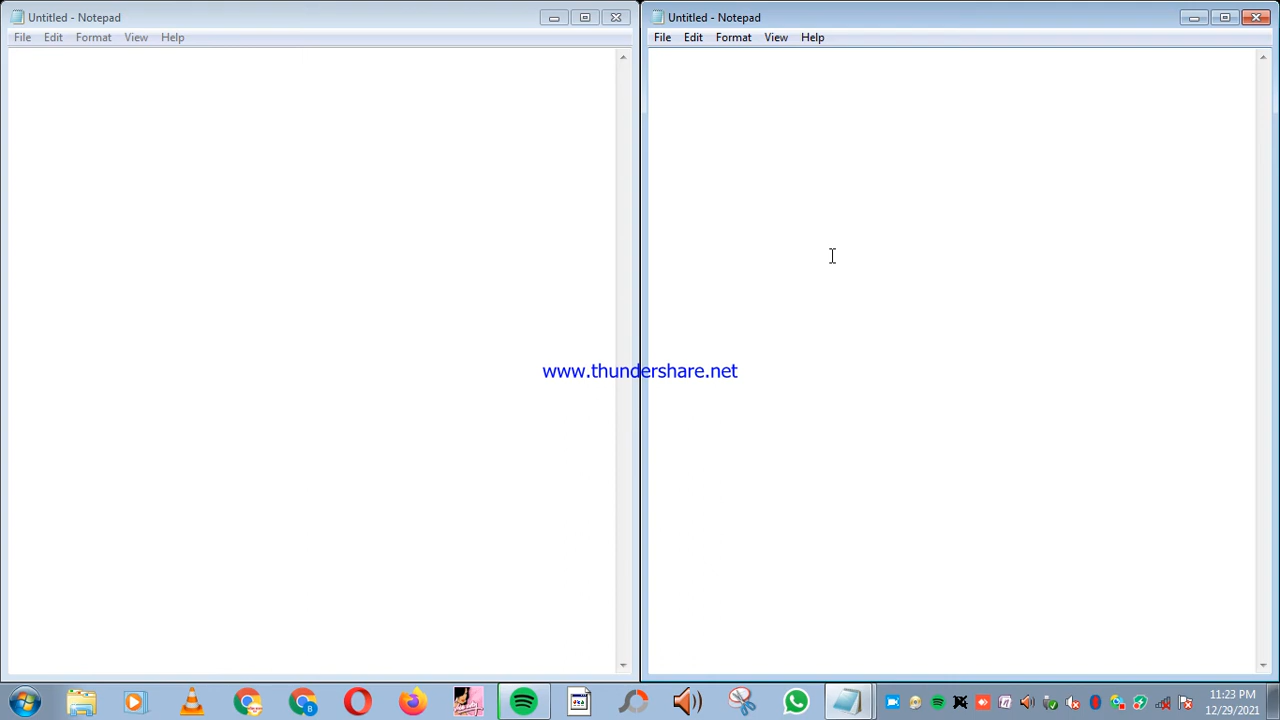 Untitled - Notepad
File Edit Format View Help
Untitled - Notepad
File Edit Format View Help
www.thundershare.net
11:23 PM
12/29/2021